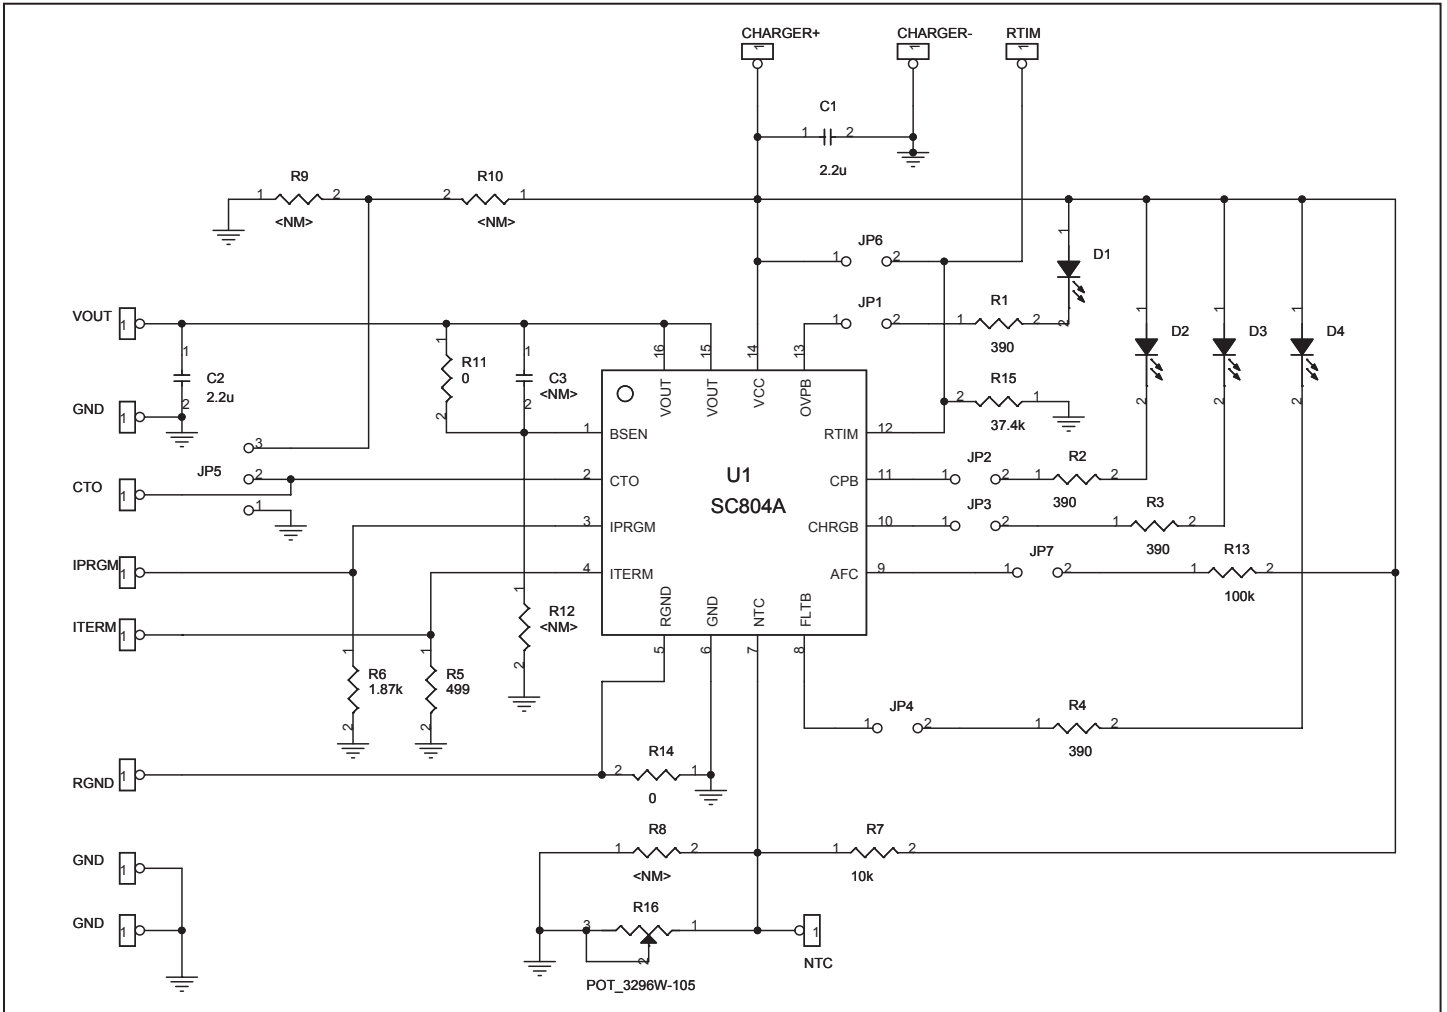 CHARGER+ CHARGER- RTIM
1 1 1
C1
1 2
2.2u
R9 R10
1 2 2 1
<NM> <NM>
JP6
1 2
1
D1
2
VOUT 1
JP1
1 2
R1
1 2
390
1 1 1
D2 D3 D4
2 2 2
1
C2
2.2u
2
1
R11
0
2
1
C3
<NM>
2
16 15 14 13
VOUT VOUT VCC OVPB
R15
2 1
37.4k
GND 1
1 BSEN
RTIM 12
3
JP5 2
1
2 CTO
U1
SC804A
CPB 11
JP2
1 2
R2
1 2
390
CTO 1
3 IPRGM
CHRGB 10
JP3
1 2
R3
1 2
390
IPRGM 1
4 ITERM
AFC 9
JP7
1 2
R13
1 2
100k
RGND GND NTC FLTB
5 6 7 8
1
R12
<NM>
2
ITERM 1
1
R6
1.87k
2
1
R5
499
2
JP4
1 2
R4
1 2
390
RGND 1
R14
2 1
0
R8
1 2
<NM>
R7
1 2
10k
GND 1
GND 1
R16
3 1
2
POT_3296W-105
1
NTC